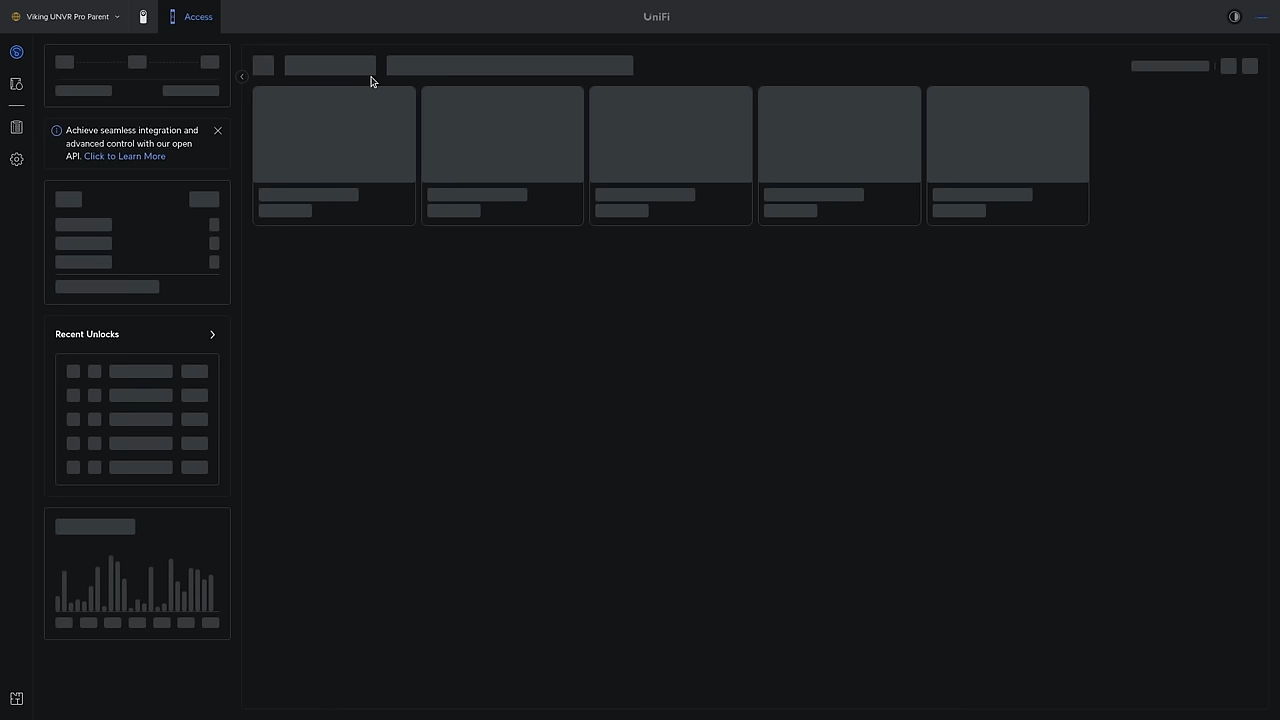 Viking UNVR Pro Parent
Access
UniFi
Achieve seamless integration and
advanced control with our open
API. Click to Learn More
Recent Unlocks